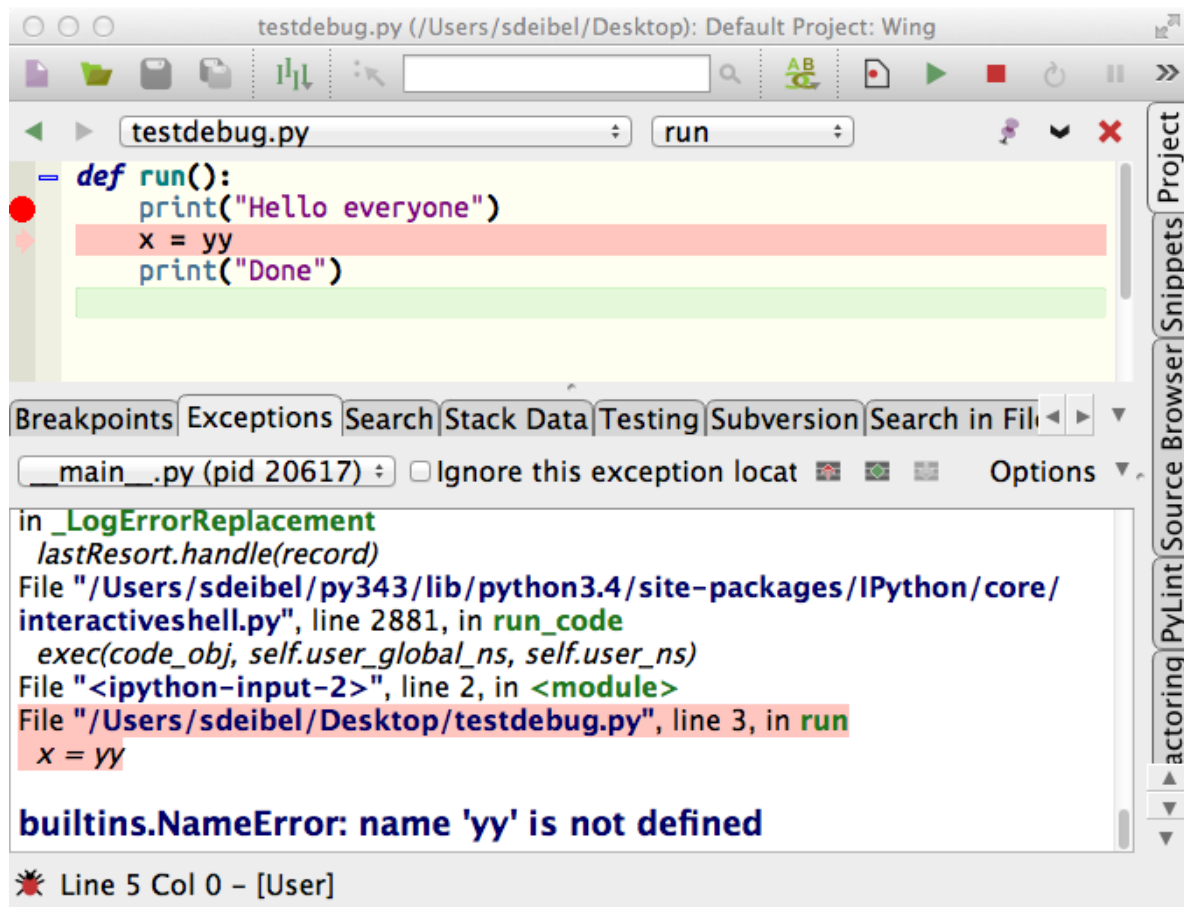 testdebug.py (/Users/sdeibel/Desktop): Default Project: Wing
testdebug.py
run
def run():
print("Hello everyone")
x = yy
print("Done")
Breakpoints Exceptions Search Stack Data Testing Subversion Search in Fil
__main__.py (pid 20617) Ignore this exception locat Options
in _LogErrorReplacement
lastResort.handle(record)
File "/Users/sdeibel/py343/lib/python3.4/site-packages/IPython/core/
interactiveshell.py", line 2881, in run_code
exec(code_obj, self.user_global_ns, self.user_ns)
File "<ipython-input-2>", line 2, in <module>
File "/Users/sdeibel/Desktop/testdebug.py", line 3, in run
x = yy
builtins.NameError: name 'yy' is not defined
Line 5 Col 0 – [User]
Project
Snippets
Source Browser
PyLint
actoring